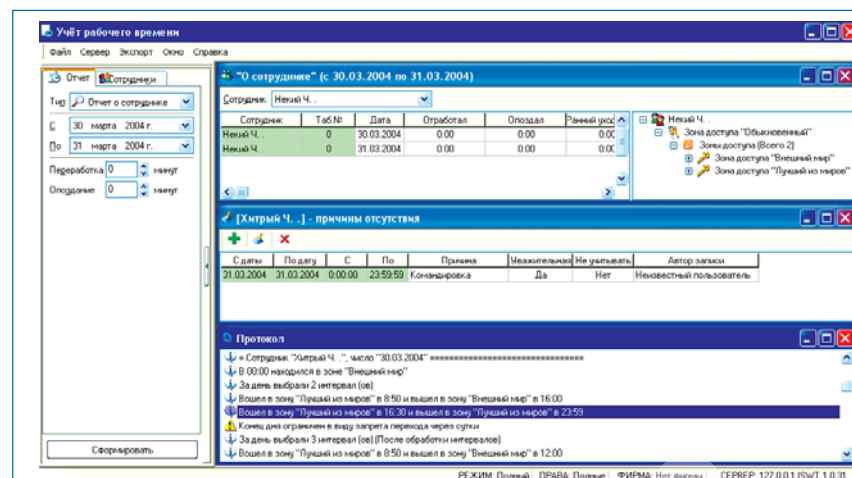 Учёт рабочего времени
Файл Сервер Экспорт Окно Справка
Отчет Сотрудники
Тип: Отчет о сотруднике
С 30 марта 2004 г.
По 31 марта 2004 г.
Переработка 0 минут
Опоздание 0 минут
Сформировать
"О сотруднике" (с 30.03.2004 по 31.03.2004)
Сотрудник: Некий Ч. .
Сотрудник Таб.№ Дата Отработал Опоздал Ранний уход
Некий Ч. . 0 30.03.2004 0:00 0:00 0:00
Некий Ч. . 0 31.03.2004 0:00 0:00 0:00
Некий Ч. .
Зона доступа "Обыкновенный"
Зоны доступа (Всего 2)
Зона доступа "Внешний мир"
Зона доступа "Лучший из миров"
[Хитрый Ч. .] - причины отсутствия
С даты По дату С По Причина Уважительная Не учитывать Автор записи
31.03.2004 31.03.2004 0:00:00 23:59:59 Командировка Да Нет Неизвестный пользователь
Протокол
= Сотрудник "Хитрый Ч. .", число "30.03.2004" ================================
В 00:00 находился в зоне "Внешний мир"
За день выбрали 2 интервал (ов)
Вошел в зону "Лучший из миров" в 8:50 и вышел в зону "Внешний мир" в 16:00
Вошел в зону "Лучший из миров" в 16:30 и вышел в зону "Лучший из миров" в 23:59
Конец дня ограничен в виду запрета перехода через сутки
За день выбрали 3 интервал (ов) (После обработки интервалов)
Вошел в зону "Лучший из миров" в 8:50 и вышел в зону "Внешний мир" в 12:00
РЕЖИМ: Полный ПРАВА: Полные ФИРМА: Нет фирмы СЕРВЕР: 127.0.0.1 (SWT 1.0.3)